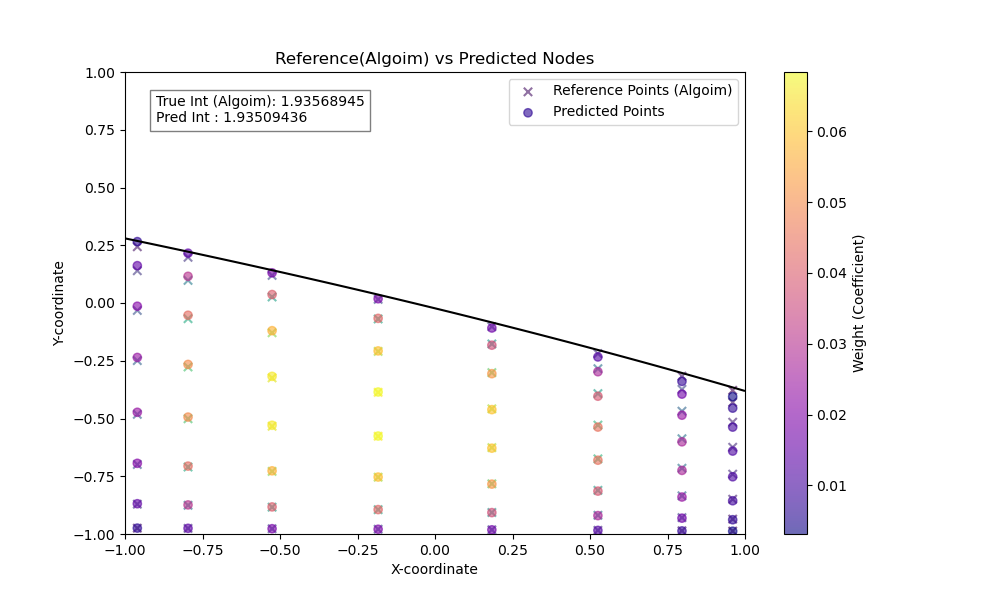 Reference(Algoim) vs Predicted Nodes
True Int (Algoim): 1.93568945
Pred Int : 1.93509436
Reference Points (Algoim)
Predicted Points
1.00
0.75
0.50
0.25
0.00
−0.25
−0.50
−0.75
−1.00
Y-coordinate
−1.00 −0.75 −0.50 −0.25 0.00 0.25 0.50 0.75 1.00
X-coordinate
0.06
0.05
0.04
0.03
0.02
0.01
Weight (Coefficient)